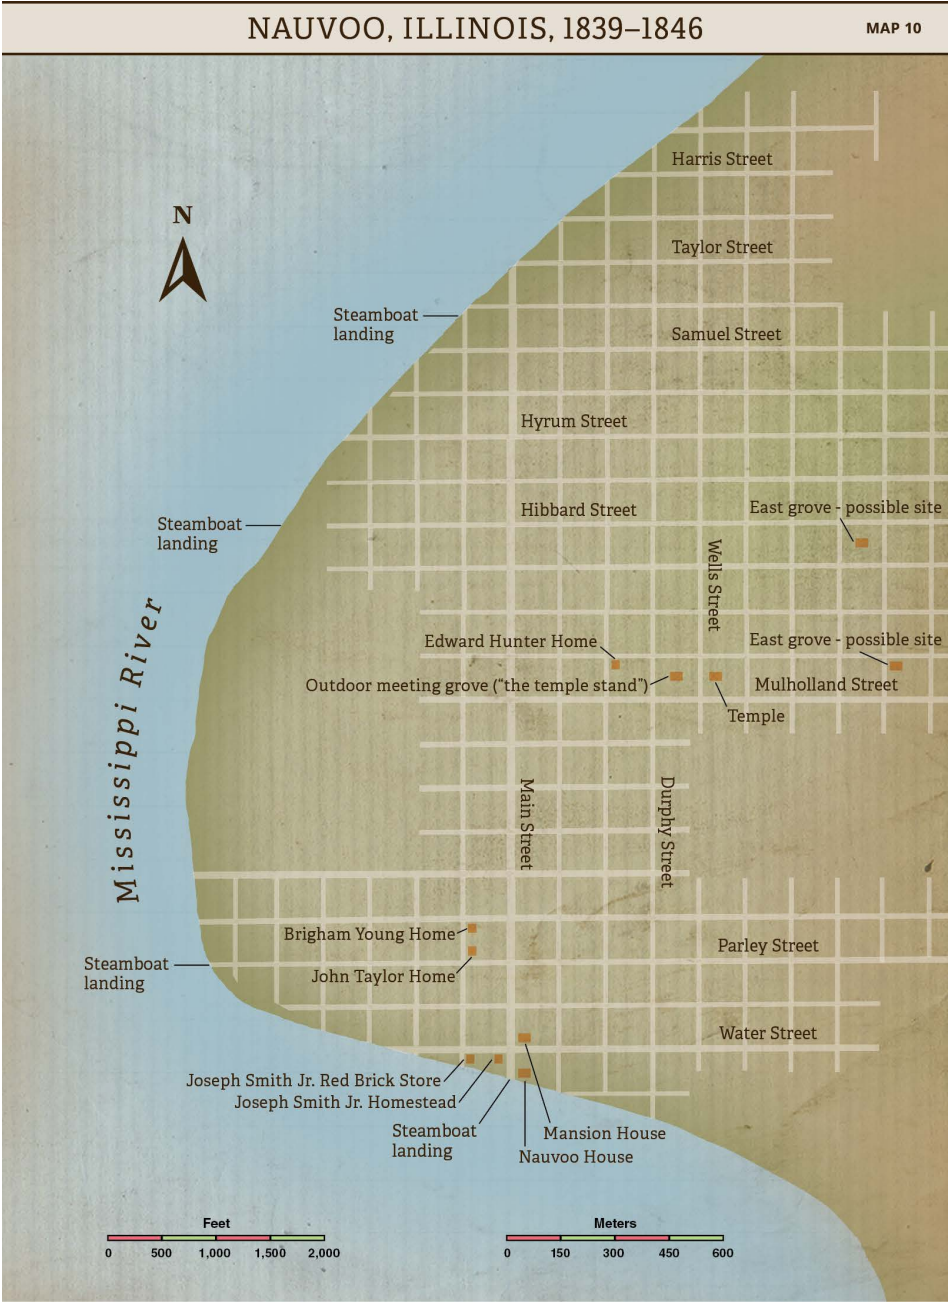 NAUVOO, ILLINOIS, 1839–1846
MAP 10
Harris Street
N
Taylor Street
Steamboat
landing
Samuel Street
Hyrum Street
Hibbard Street
East grove - possible site
Steamboat
landing
Wells Street
Mississippi River
Edward Hunter Home
East grove - possible site
Outdoor meeting grove (“the temple stand”)
Mulholland Street
Temple
Main Street
Durphy Street
Brigham Young Home
Parley Street
Steamboat
landing
John Taylor Home
Water Street
Joseph Smith Jr. Red Brick Store
Joseph Smith Jr. Homestead
Steamboat
landing
Mansion House
Nauvoo House
Feet
0 500 1,000 1,500 2,000
Meters
0 150 300 450 600